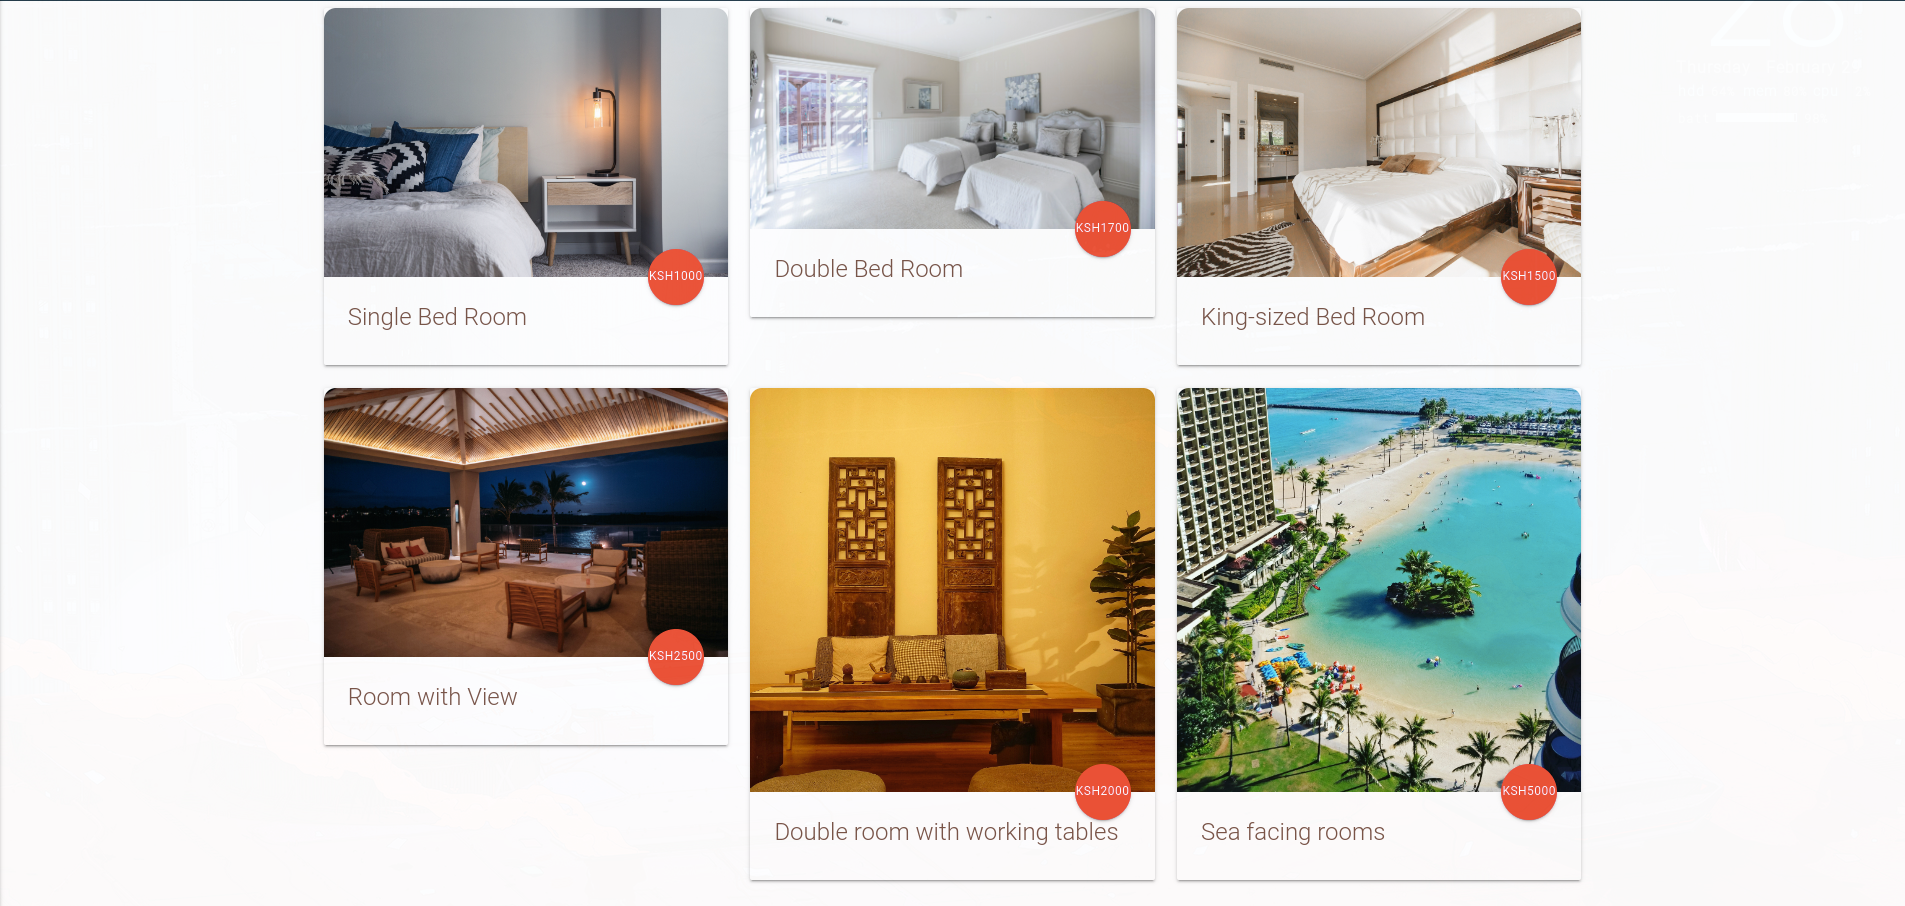 28
KSH1000
Single Bed Room
KSH1700
Double Bed Room
KSH1500
King-sized Bed Room
KSH2500
Room with View
KSH2000
Double room with working tables
KSH5000
Sea facing rooms